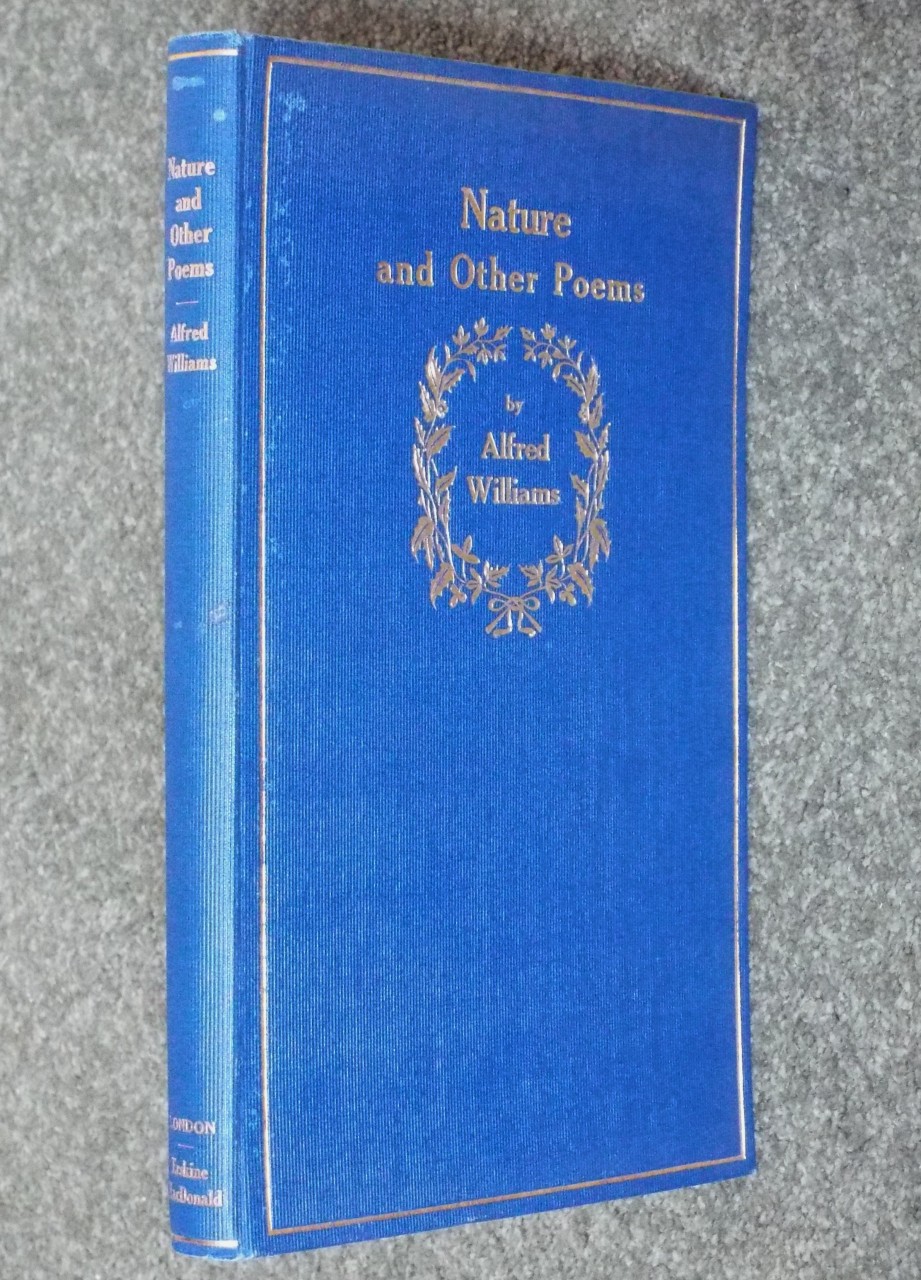 Nature
and
Other
Poems
Alfred
Williams
LONDON
Erskine
MacDonald
Nature
and Other Poems
by
Alfred
Williams